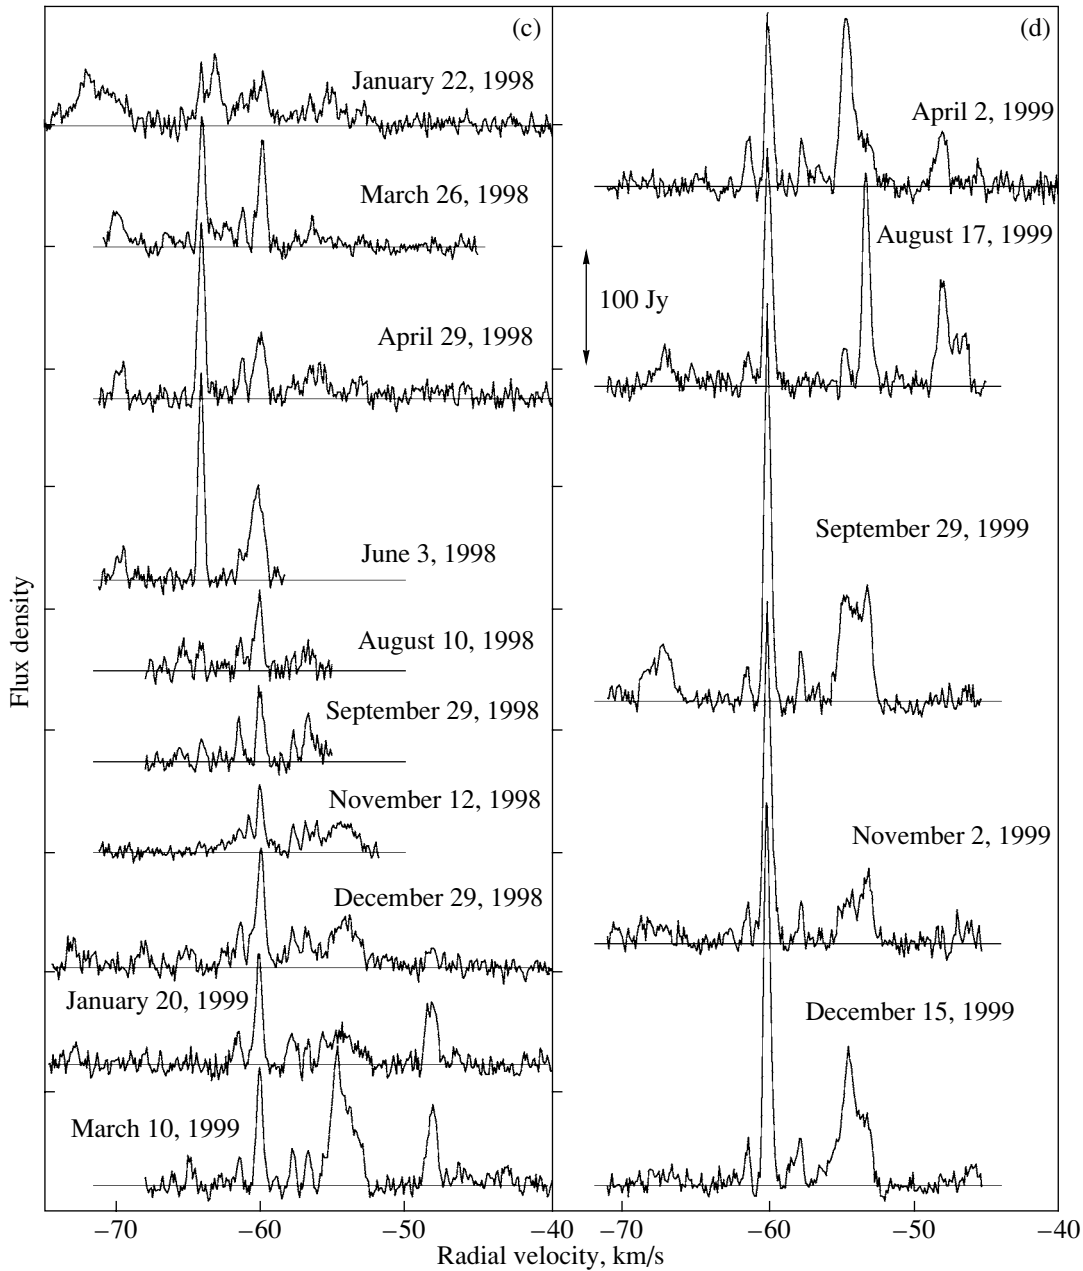 (c)
January 22, 1998
March 26, 1998
April 29, 1998
June 3, 1998
August 10, 1998
September 29, 1998
November 12, 1998
December 29, 1998
January 20, 1999
March 10, 1999
(d)
April 2, 1999
August 17, 1999
100 Jy
September 29, 1999
November 2, 1999
December 15, 1999
Flux density
−70 −60 −50 −40 −70 −60 −50 −40
Radial velocity, km/s